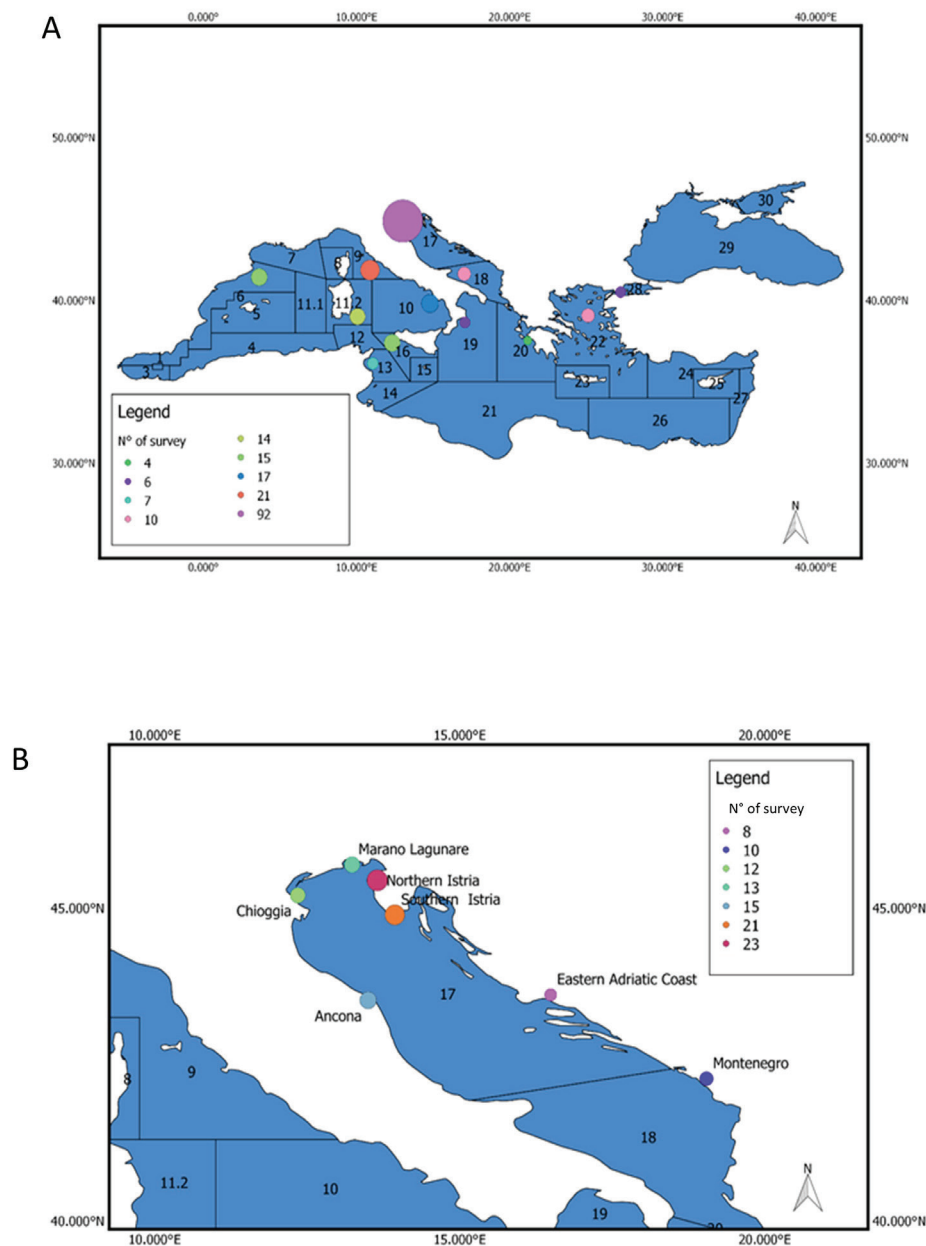 A
0.000° 10.000°E 20.000°E 30.000°E 40.000°E
50.000°N 50.000°N
30
17
29
7 8 9
18
28
40.000°N 40.000°N
6 11.1 11.2 10
5
19 20 22
4 12
16
1
3
13 15
23 24 25
27
14
21
26
Legend
N° of survey
4 14
6 15
7 17
10 21
92
30.000°N 30.000°N
N
0.000° 10.000°E 20.000°E 30.000°E 40.000°E
B
10.000°E 15.000°E 20.000°E
Legend
N° of survey
8
10
12
13
15
21
23
Marano Lagunare
Northern Istria
Southern Istria
45.000°N 45.000°N
Chioggia
Eastern Adriatic Coast
17
Ancona
Montenegro
8 9
18
N
11.2 10
19
20
40.000°N 40.000°N
10.000°E 15.000°E 20.000°E